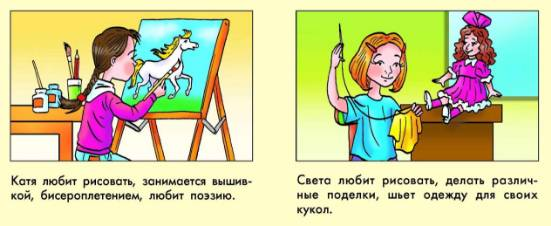 Катя любит рисовать, занимается вышив-
кой, бисероплетением, любит поэзию.
Света любит рисовать, делать различ-
ные поделки, шьет одежду для своих
кукол.